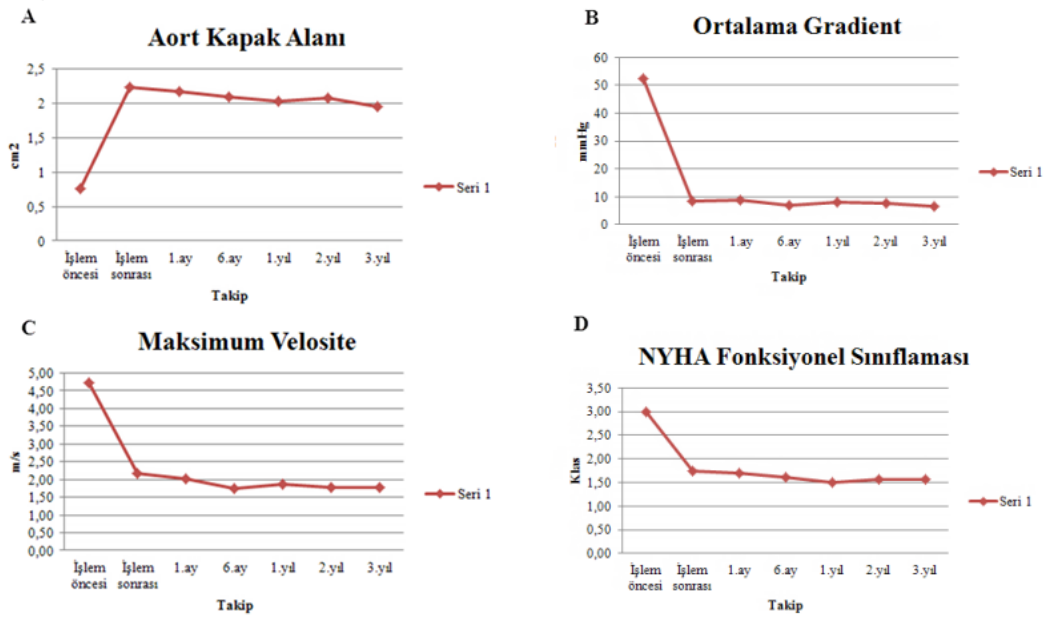 A
Aort Kapak Alanı
2,5
2
1,5
1
0,5
0
cm2
İşlem öncesi
İşlem sonrası
1.ay
6.ay
1.yıl
2.yıl
3.yıl
Takip
Seri 1
B
Ortalama Gradient
60
50
40
30
20
10
0
mmHg
İşlem öncesi
İşlem sonrası
1.ay
6.ay
1.yıl
2.yıl
3.yıl
Takip
Seri 1
C
Maksimum Velosite
5,00
4,50
4,00
3,50
3,00
2,50
2,00
1,50
1,00
0,50
0,00
m/s
İşlem öncesi
İşlem sonrası
1.ay
6.ay
1.yıl
2.yıl
3.yıl
Takip
Seri 1
D
NYHA Fonksiyonel Sınıflaması
3,50
3,00
2,50
2,00
1,50
1,00
0,50
0,00
Klas
İşlem öncesi
İşlem sonrası
1.ay
6.ay
1.yıl
2.yıl
3.yıl
Takip
Seri 1